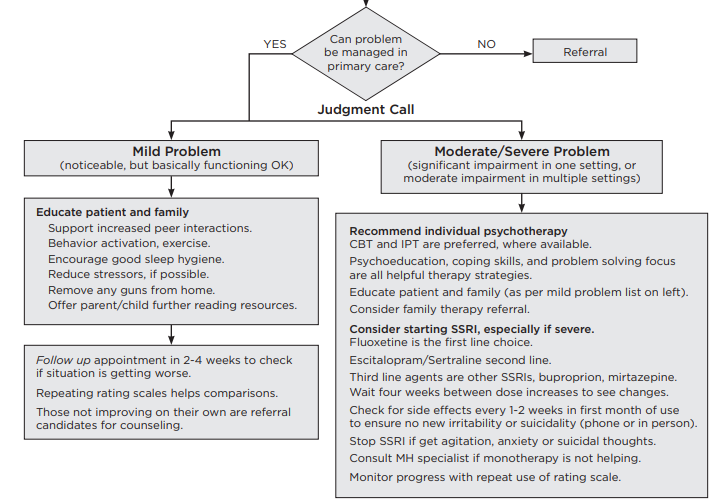 Can problem
be managed in
primary care?
YES
NO
Referral
Judgment Call
Mild Problem
(noticeable, but basically functioning OK)
Educate patient and family
Support increased peer interactions.
Behavior activation, exercise.
Encourage good sleep hygiene.
Reduce stressors, if possible.
Remove any guns from home.
Offer parent/child further reading resources.
Follow up appointment in 2-4 weeks to check
if situation is getting worse.
Repeating rating scales helps comparisons.
Those not improving on their own are referral
candidates for counseling.
Moderate/Severe Problem
(significant impairment in one setting, or
moderate impairment in multiple settings)
Recommend individual psychotherapy
CBT and IPT are preferred, where available.
Psychoeducation, coping skills, and problem solving focus
are all helpful therapy strategies.
Educate patient and family (as per mild problem list on left).
Consider family therapy referral.
Consider starting SSRI, especially if severe.
Fluoxetine is the first line choice.
Escitalopram/Sertraline second line.
Third line agents are other SSRIs, buproprion, mirtazepine.
Wait four weeks between dose increases to see changes.
Check for side effects every 1-2 weeks in first month of use
to ensure no new irritability or suicidality (phone or in person).
Stop SSRI if get agitation, anxiety or suicidal thoughts.
Consult MH specialist if monotherapy is not helping.
Monitor progress with repeat use of rating scale.